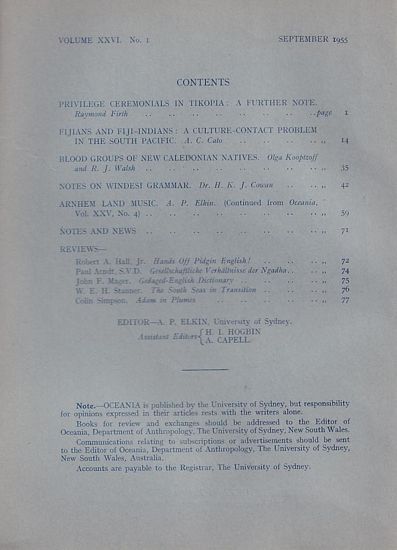 VOLUME XXVI. No. 1 SEPTEMBER 1955
CONTENTS
PRIVILEGE CEREMONIALS IN TIKOPIA: A FURTHER NOTE.
Raymond Firth .. .. .. .. .. .. ..page 1
FIJIANS AND FIJI-INDIANS: A CULTURE-CONTACT PROBLEM
IN THE SOUTH PACIFIC. A. C. Cato .. .. .. „ 14
BLOOD GROUPS OF NEW CALEDONIAN NATIVES. Olga Kooptzoff
and R. J. Walsh .. .. .. .. .. .. .. „ 35
NOTES ON WINDESI GRAMMAR. Dr. H. K. J. Cowan .. .. „ 42
ARNHEM LAND MUSIC. A. P. Elkin. (Continued from Oceania,
Vol. XXV, No. 4) .. .. .. .. .. .. .. „ 59
NOTES AND NEWS .. .. .. .. .. .. .. „ 71
REVIEWS—
Robert A. Hall, Jr. Hands Off Pidgin English! .. .. .. „ 72
Paul Arndt, S.V.D. Gesellschaftliche Verhältnisse der Ngadha.. .. „ 74
John F. Mager. Gedaged-English Dictionary .. .. .. .. „ 75
W. E. H. Stanner. The South Seas in Transition .. .. .. „ 76
Colin Simpson. Adam in Plumes .. .. .. .. .. „ 77
EDITOR—A. P. ELKIN, University of Sydney.
Assistant Editors { H. I. HOGBIN
A. CAPELL.
Note.—OCEANIA is published by the University of Sydney, but responsibility
for opinions expressed in their articles rests with the writers alone.
Books for review and exchanges should be addressed to the Editor of
Oceania, Department of Anthropology, The University of Sydney, New South Wales.
Communications relating to subscriptions or advertisements should be sent
to the Editor of Oceania, Department of Anthropology, The University of Sydney,
New South Wales, Australia.
Accounts are payable to the Registrar, The University of Sydney.